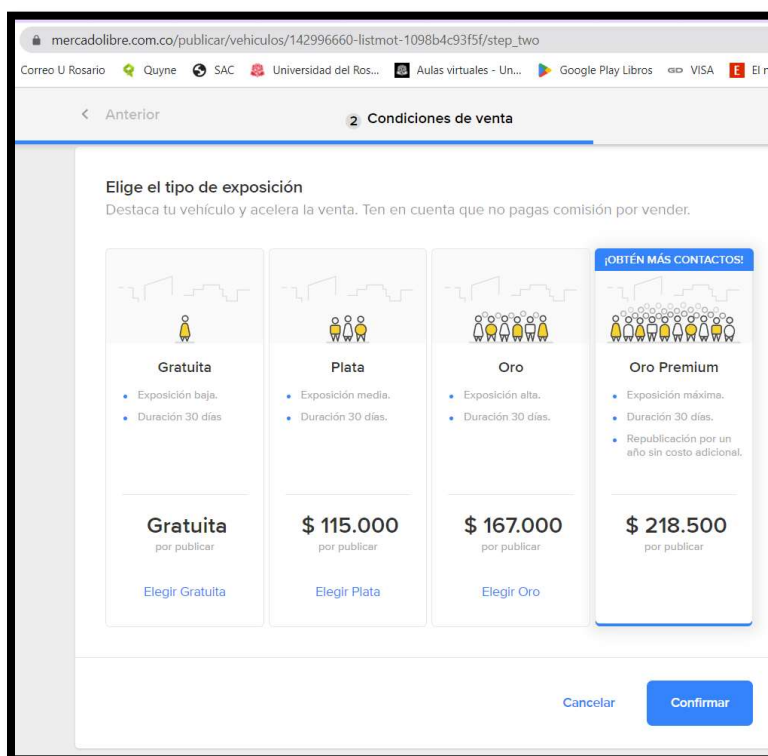 mercadolibre.com.co/publicar/vehiculos/142996660-listmot-1098b4c93f5f/step_two
Correo U Rosario Quyne SAC Universidad del Ros... Aulas virtuales - Un... Google Play Libros GD VISA E El n
Anterior
2 Condiciones de venta
Elige el tipo de exposición
Destaca tu vehículo y acelera la venta. Ten en cuenta que no pagas comisión por vender.
Gratuita
Exposición baja.
Duración 30 días
Gratuita
por publicar
Elegir Gratuita
Plata
Exposición media.
Duración 30 días.
$ 115.000
por publicar
Elegir Plata
Oro
Exposición alta.
Duración 30 días.
$ 167.000
por publicar
Elegir Oro
¡OBTÉN MÁS CONTACTOS!
Oro Premium
Exposición máxima.
Duración 30 días.
Republicación por un
año sin costo adicional.
$ 218.500
por publicar
Cancelar
Confirmar